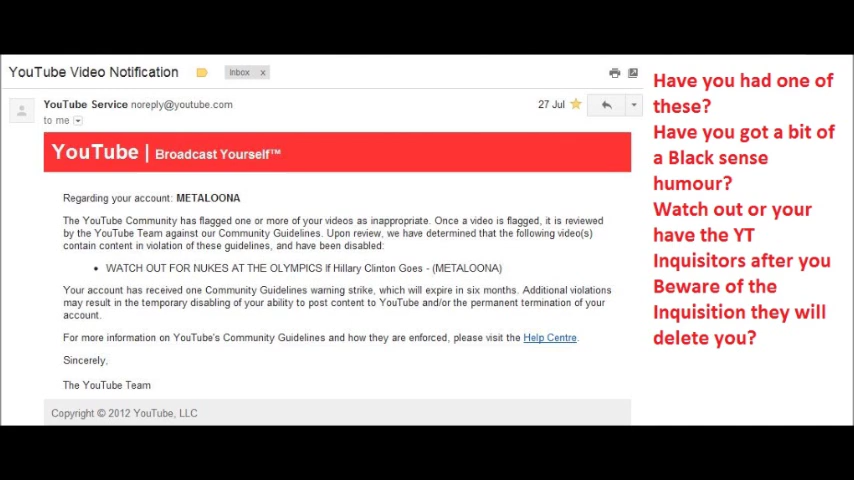 YouTube Video Notification
Inbox x
YouTube Service noreply@youtube.com
27 Jul
to me
YouTube | Broadcast Yourself™
Regarding your account: METALOONA
The YouTube Community has flagged one or more of your videos as inappropriate. Once a video is flagged, it is reviewed
by the YouTube Team against our Community Guidelines. Upon review, we have determined that the following video(s)
contain content in violation of these guidelines, and have been disabled:
• WATCH OUT FOR NUKES AT THE OLYMPICS If Hillary Clinton Goes - (METALOONA)
Your account has received one Community Guidelines warning strike, which will expire in six months. Additional violations
may result in the temporary disabling of your ability to post content to YouTube and/or the permanent termination of your
account.
For more information on YouTube's Community Guidelines and how they are enforced, please visit the Help Centre.
Sincerely,
The YouTube Team
Copyright © 2012 YouTube, LLC
Have you had one of
these?
Have you got a bit of
a Black sense
humour?
Watch out or your
have the YT
Inquisitors after you
Beware of the
Inquisition they will
delete you?